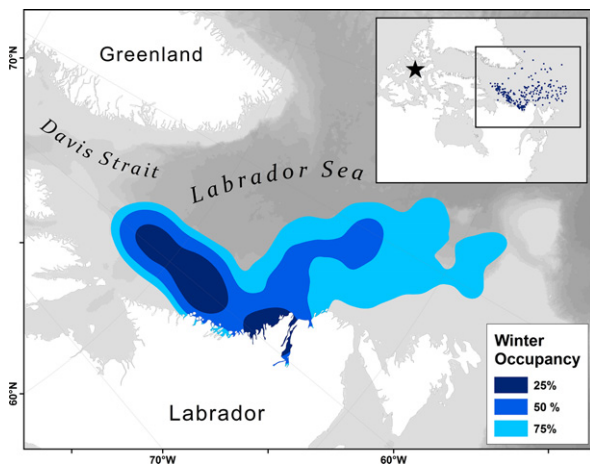 Greenland
70°N
Davis Strait
Labrador Sea
Winter
Occupancy
25%
50 %
75%
60°N
Labrador
70°W
60°W